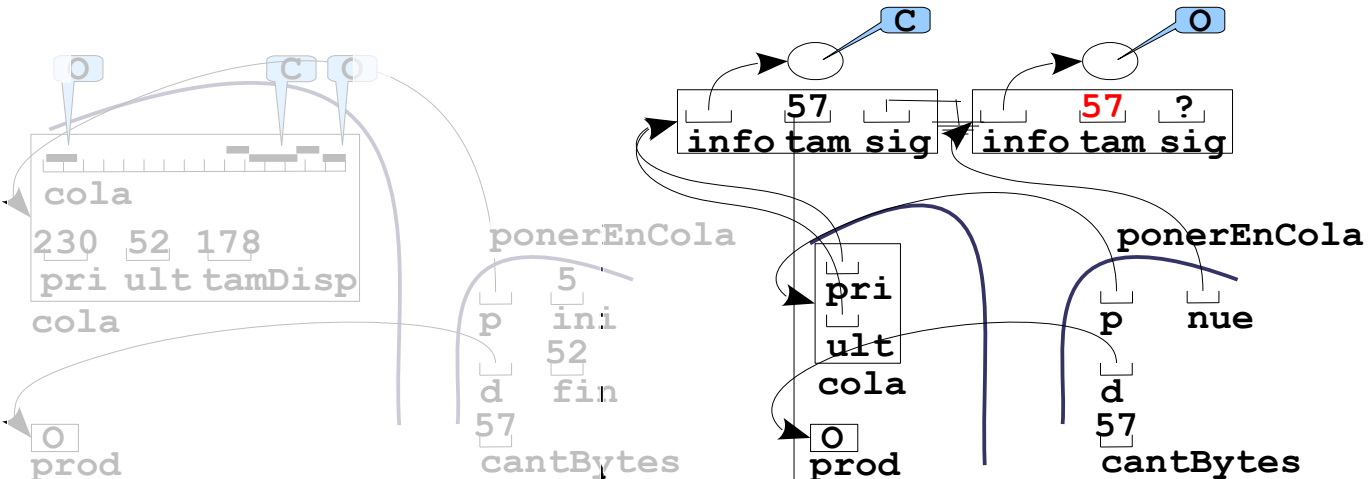 C O
O C O
57 57 ?
info tam sig info tam sig
cola
230 52 178 ponerEnCola ponerEnCola
pri ult tamDisp 5 pri
cola p ini p nue
52 ult
d fin cola d
57 57
O O
prod cantBytes prod cantBytes